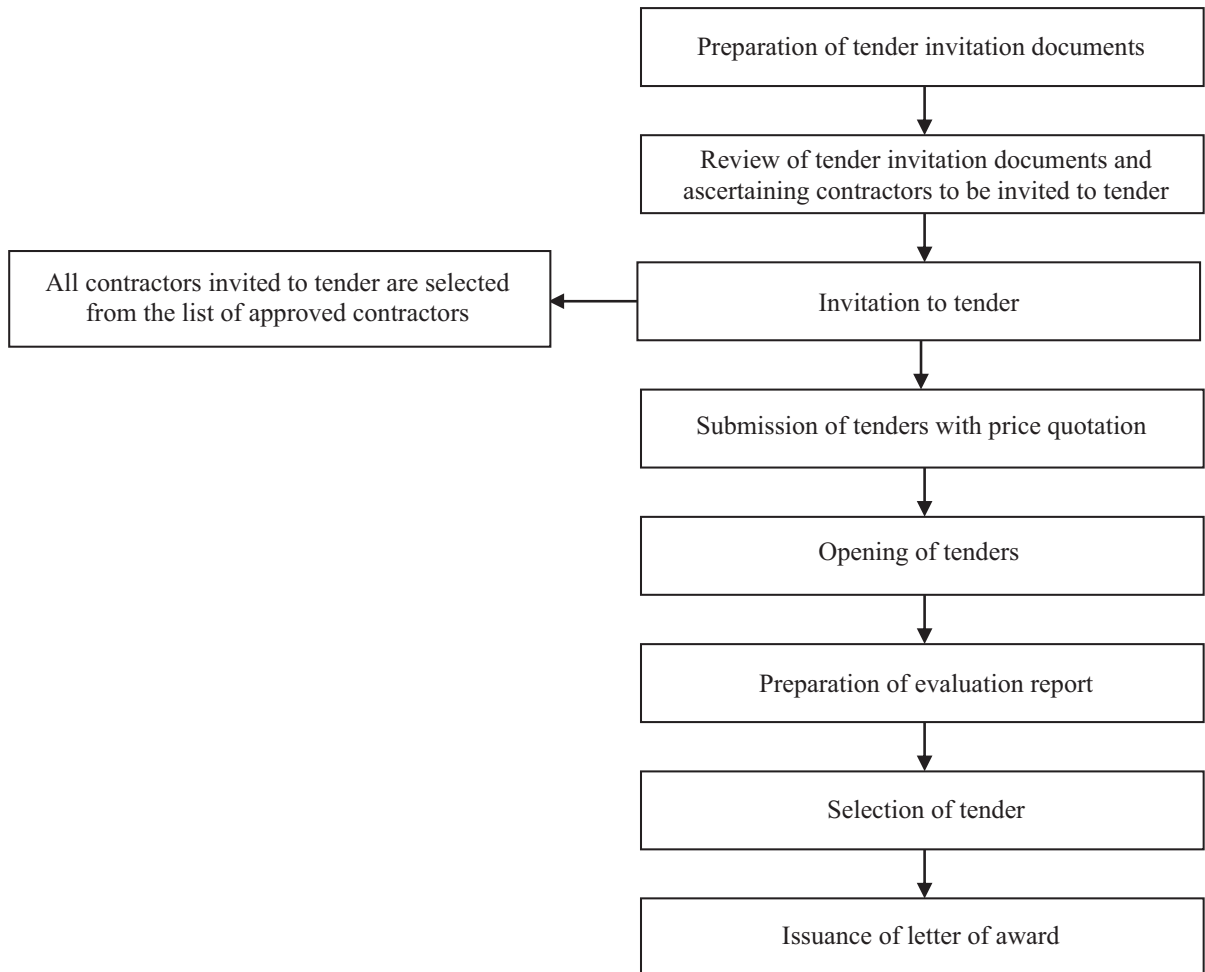 Preparation of tender invitation documents
Review of tender invitation documents and
ascertaining contractors to be invited to tender
All contractors invited to tender are selected
from the list of approved contractors
Invitation to tender
Submission of tenders with price quotation
Opening of tenders
Preparation of evaluation report
Selection of tender
Issuance of letter of award